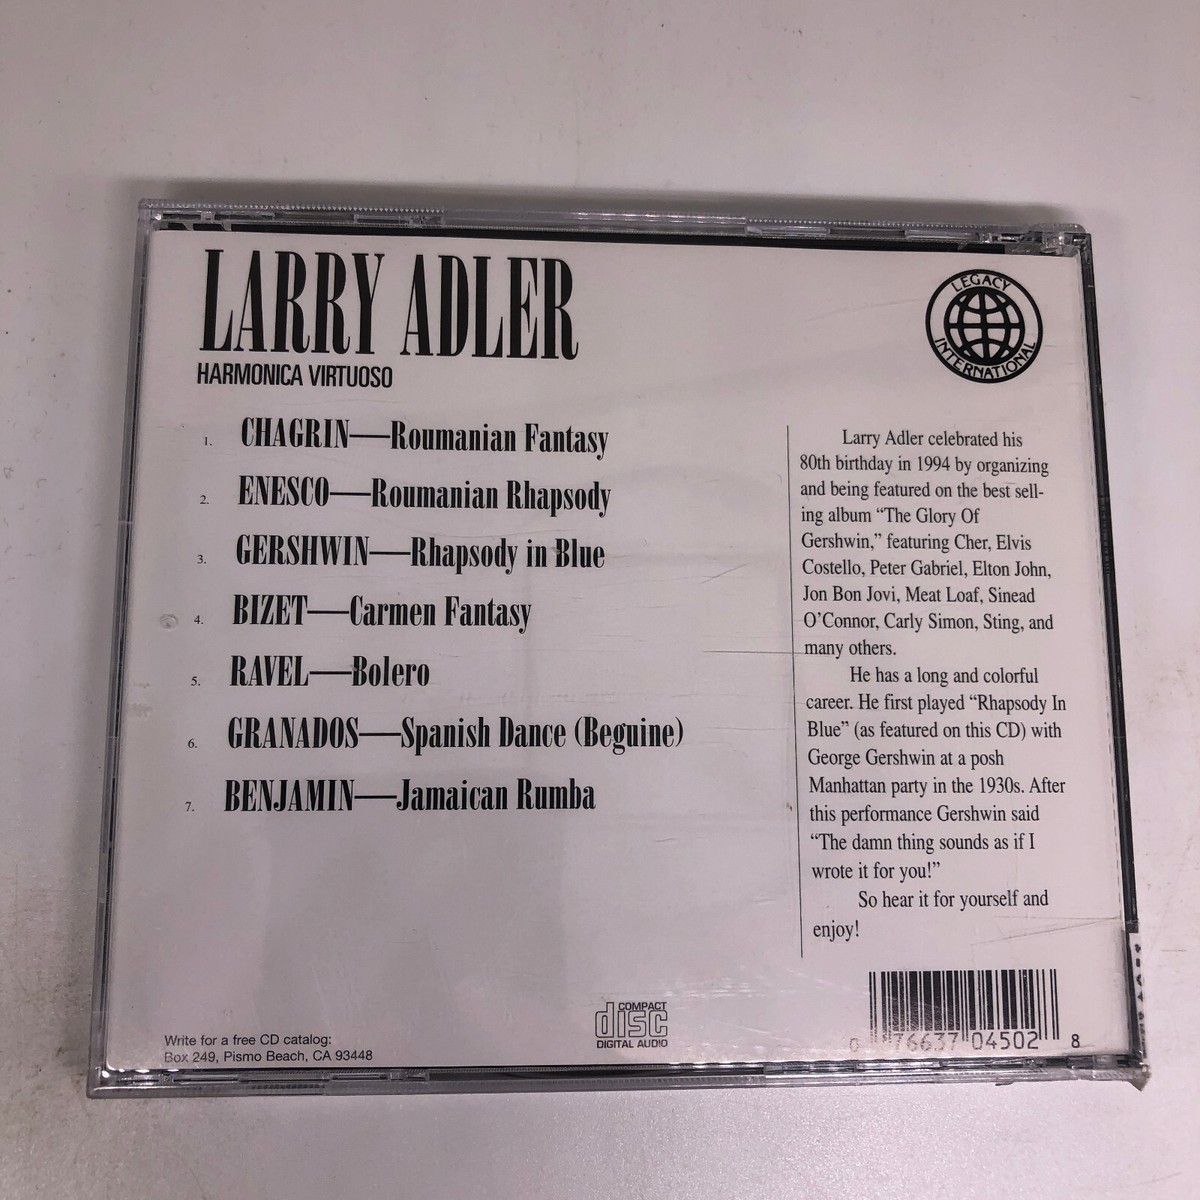 LARRY ADLER
HARMONICA VIRTUOSO
LEGACY
INTERNATIONAL
1. CHAGRIN—Roumanian Fantasy
2. ENESCO—Roumanian Rhapsody
3. GERSHWIN—Rhapsody in Blue
4. BIZET—Carmen Fantasy
5. RAVEL—Bolero
6. GRANADOS—Spanish Dance (Beguine)
7. BENJAMIN—Jamaican Rumba
Larry Adler celebrated his
80th birthday in 1994 by organizing
and being featured on the best sell-
ing album “The Glory Of
Gershwin,” featuring Cher, Elvis
Costello, Peter Gabriel, Elton John,
Jon Bon Jovi, Meat Loaf, Sinead
O’Connor, Carly Simon, Sting, and
many others.
He has a long and colorful
career. He first played “Rhapsody In
Blue” (as featured on this CD) with
George Gershwin at a posh
Manhattan party in the 1930s. After
this performance Gershwin said
“The damn thing sounds as if I
wrote it for you!”
So hear it for yourself and
enjoy!
Write for a free CD catalog:
Box 249, Pismo Beach, CA 93448
COMPACT
disc
DIGITAL AUDIO
0 76637 04502 8